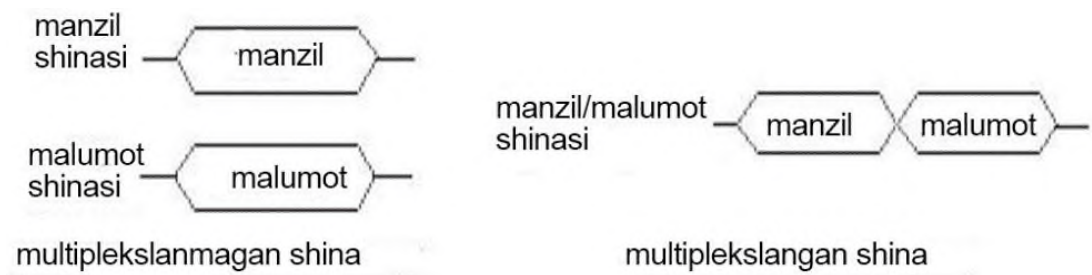 manzil
shinasi
manzil
malumot
shinasi
malumot
multiplekslanmagan shina
manzil/malumot
shinasi
manzil
malumot
multiplekslangan shina